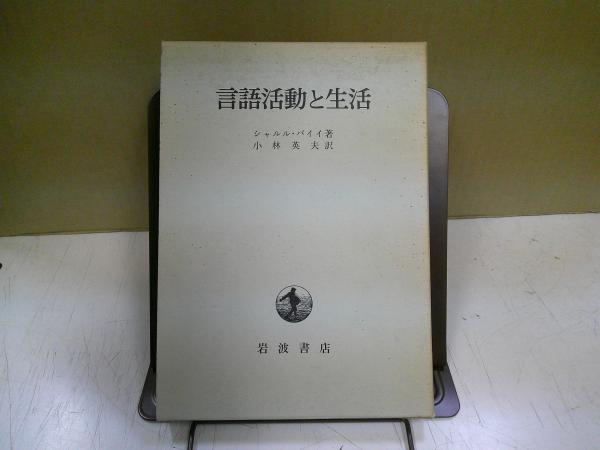 言語活動と生活
シャルル・バイイ著
小林英夫訳
岩波書店